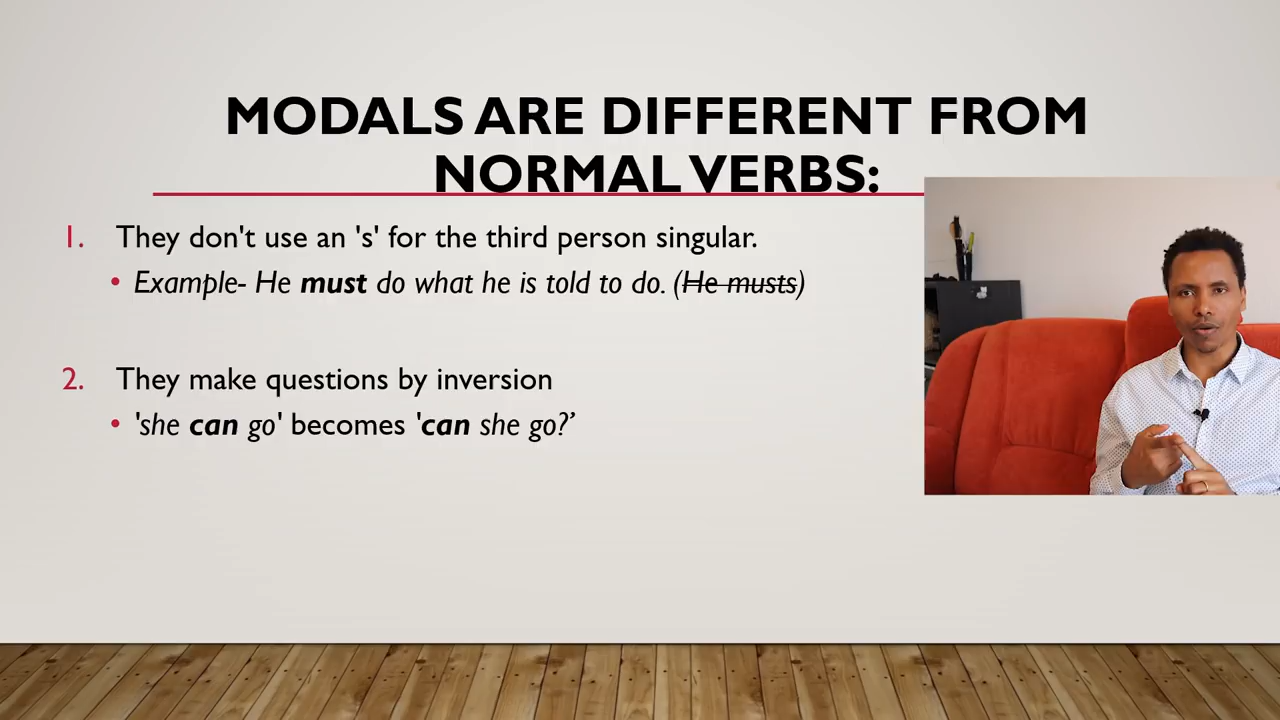 MODALS ARE DIFFERENT FROM
NORMAL VERBS:
1. They don't use an 's' for the third person singular.
• Example- He must do what he is told to do. (He musts)
2. They make questions by inversion
• 'she can go' becomes 'can she go?’